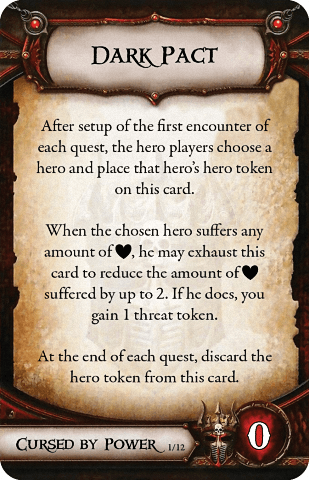 Dark Pact
After setup of the first encounter of
each quest, the hero players choose a
hero and place that hero's hero token
on this card.
When the chosen hero suffers any
amount of ♥, he may exhaust this
card to reduce the amount of ♥
suffered by up to 2. If he does, you
gain 1 threat token.
At the end of each quest, discard the
hero token from this card.
Cursed by Power 1/12
0